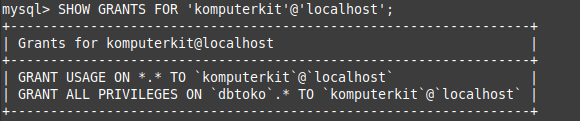 mysql> SHOW GRANTS FOR 'komputerkit'@'localhost';
+----------------------------------------------------------------+
| Grants for komputerkit@localhost                               |
+----------------------------------------------------------------+
| GRANT USAGE ON *.* TO `komputerkit`@`localhost`                |
| GRANT ALL PRIVILEGES ON `dbtoko`.* TO `komputerkit`@`localhost` |
+----------------------------------------------------------------+